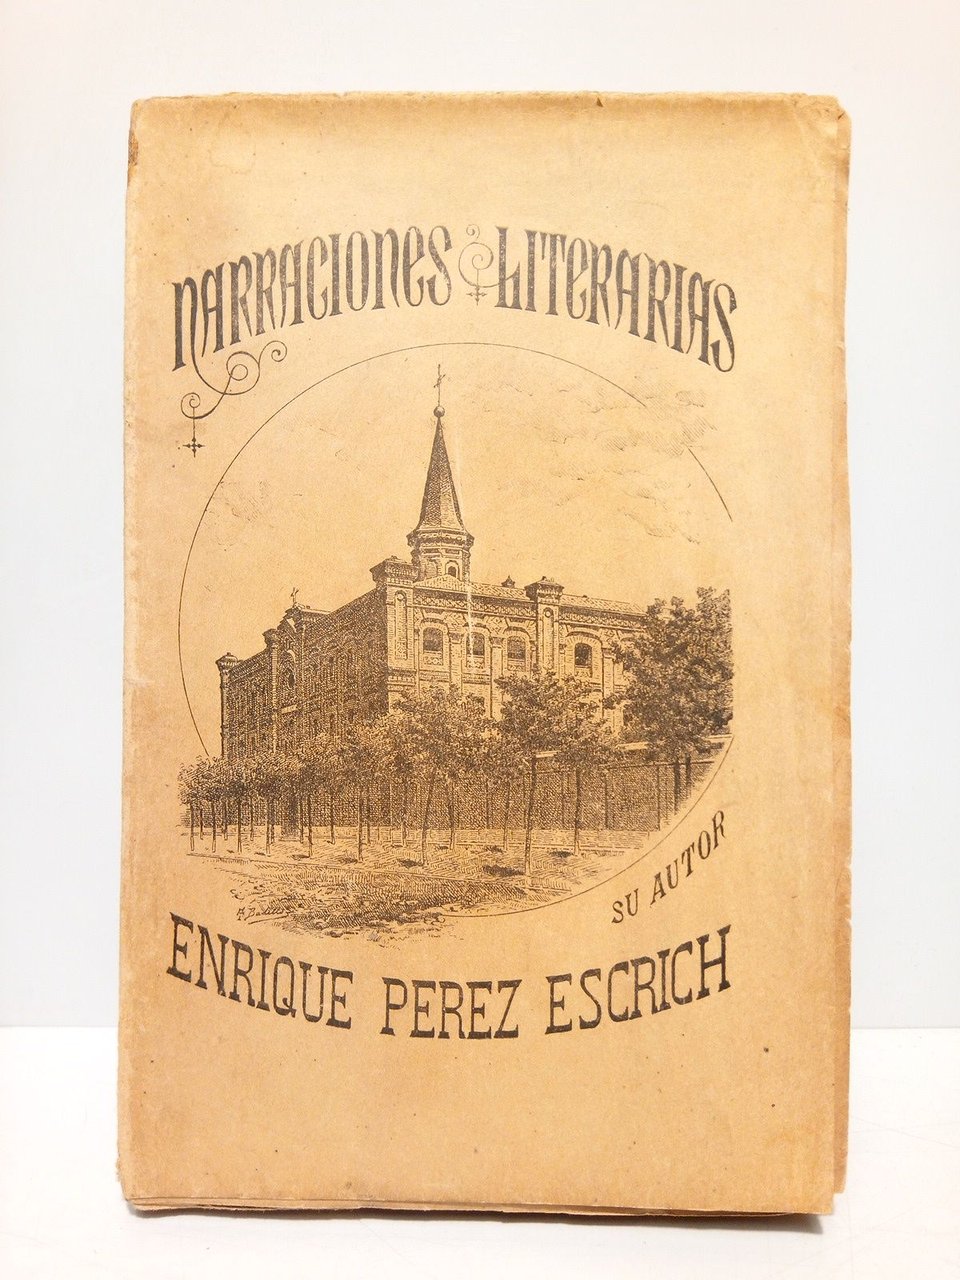 NARRACIONES LITERARIAS
SU AUTOR
ENRIQUE PEREZ ESCRICH